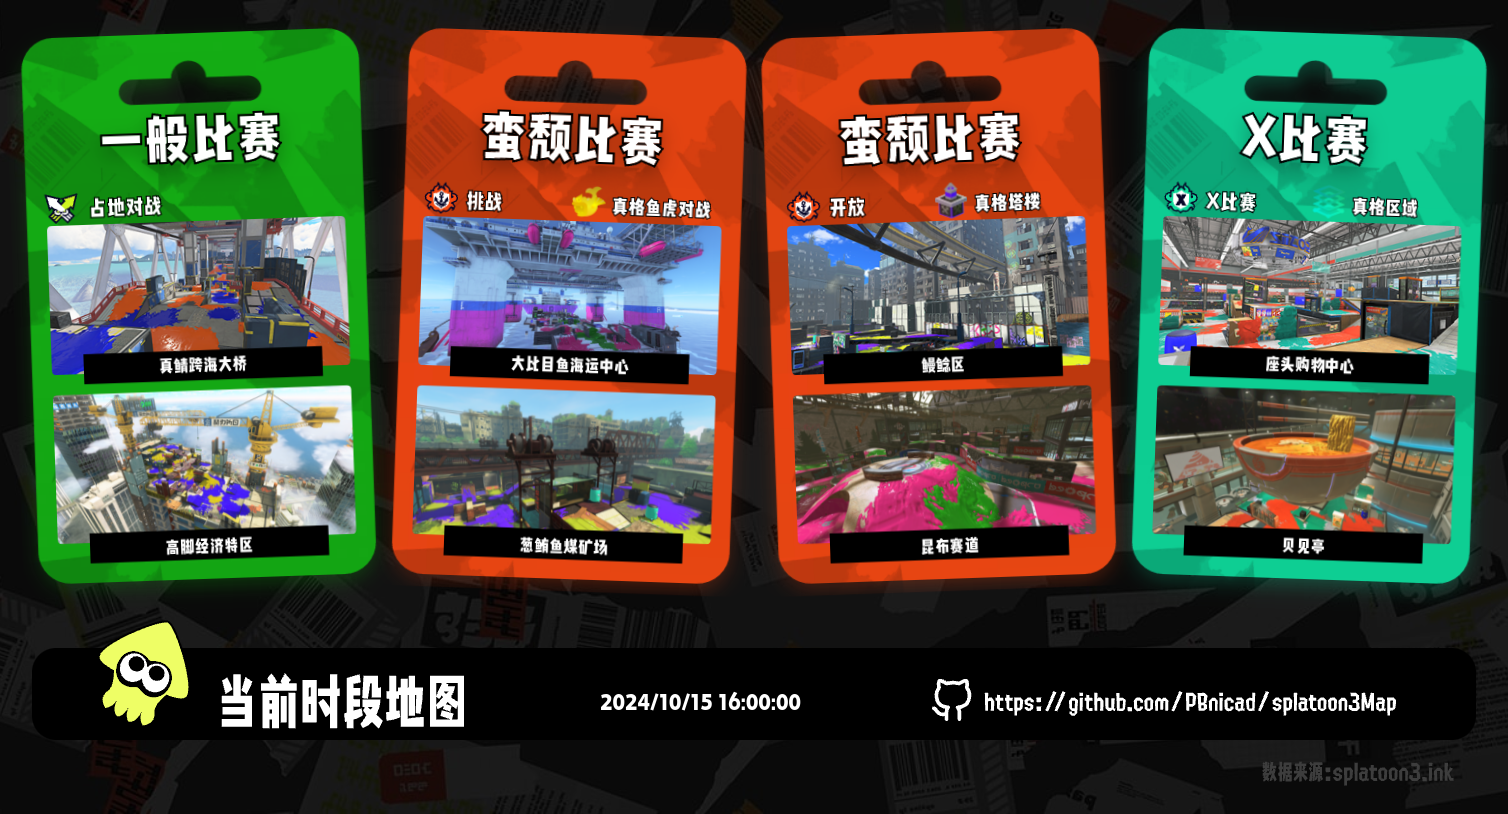 一般比赛
占地对战
真鲷跨海大桥
高脚经济特区
蛮颓比赛
挑战
真格鱼虎对战
大比目鱼海运中心
葱鲔鱼煤矿场
蛮颓比赛
开放
真格塔楼
鳗鲶区
昆布赛道
X比赛
X比赛
真格区域
座头购物中心
贝见亭
当前时段地图
2024/10/15 16:00:00
https://github.com/PBnicad/splatoon3Map
数据来源:splatoon3.ink